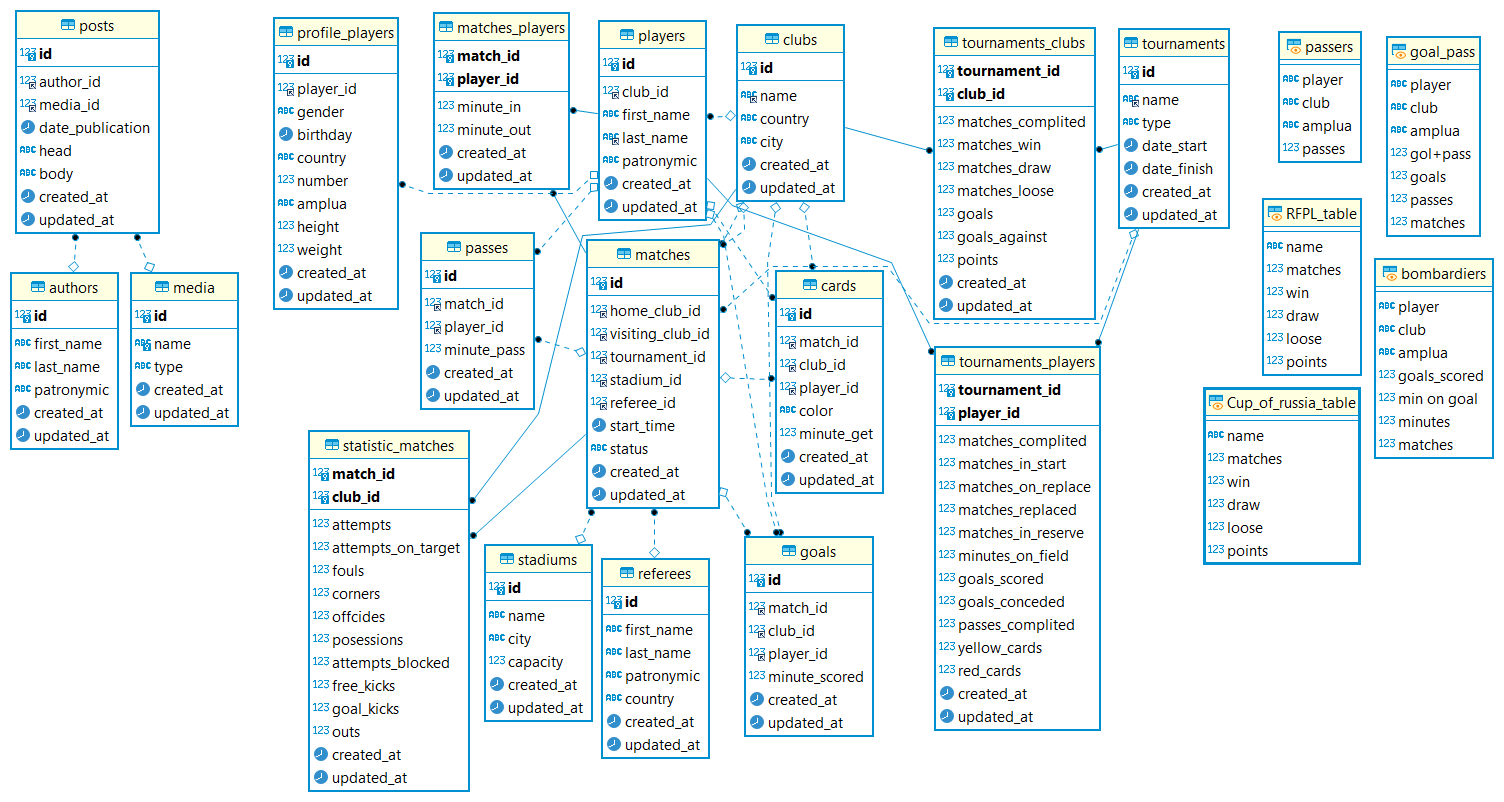 posts
id
author_id
media_id
date_publication
head
body
created_at
updated_at
authors
id
first_name
last_name
patronymic
created_at
updated_at
media
id
name
type
created_at
updated_at
profile_players
id
player_id
gender
birthday
country
number
amplua
height
weight
created_at
updated_at
matches_players
match_id
player_id
minute_in
minute_out
created_at
updated_at
players
id
club_id
first_name
last_name
patronymic
created_at
updated_at
clubs
id
name
country
city
created_at
updated_at
passes
id
match_id
player_id
minute_pass
created_at
updated_at
matches
id
home_club_id
visiting_club_id
tournament_id
stadium_id
referee_id
start_time
status
created_at
updated_at
cards
id
match_id
club_id
player_id
color
minute_get
created_at
updated_at
statistic_matches
match_id
club_id
attempts
attempts_on_target
fouls
corners
offcides
posessions
attempts_blocked
free_kicks
goal_kicks
outs
created_at
updated_at
stadiums
id
name
city
capacity
created_at
updated_at
referees
id
first_name
last_name
patronymic
country
created_at
updated_at
goals
id
match_id
club_id
player_id
minute_scored
created_at
updated_at
tournaments_clubs
tournament_id
club_id
matches_complited
matches_win
matches_draw
matches_loose
goals
goals_against
points
created_at
updated_at
tournaments
id
name
type
date_start
date_finish
created_at
updated_at
tournaments_players
tournament_id
player_id
matches_complited
matches_in_start
matches_on_replace
matches_replaced
matches_in_reserve
minutes_on_field
goals_scored
goals_conceded
passes_complited
yellow_cards
red_cards
created_at
updated_at
passers
player
club
amplua
passes
goal_pass
player
club
amplua
gol+pass
goals
passes
matches
RFPL_table
name
matches
win
draw
loose
points
bombardiers
player
club
amplua
goals_scored
min on goal
minutes
matches
Cup_of_russia_table
name
matches
win
draw
loose
points